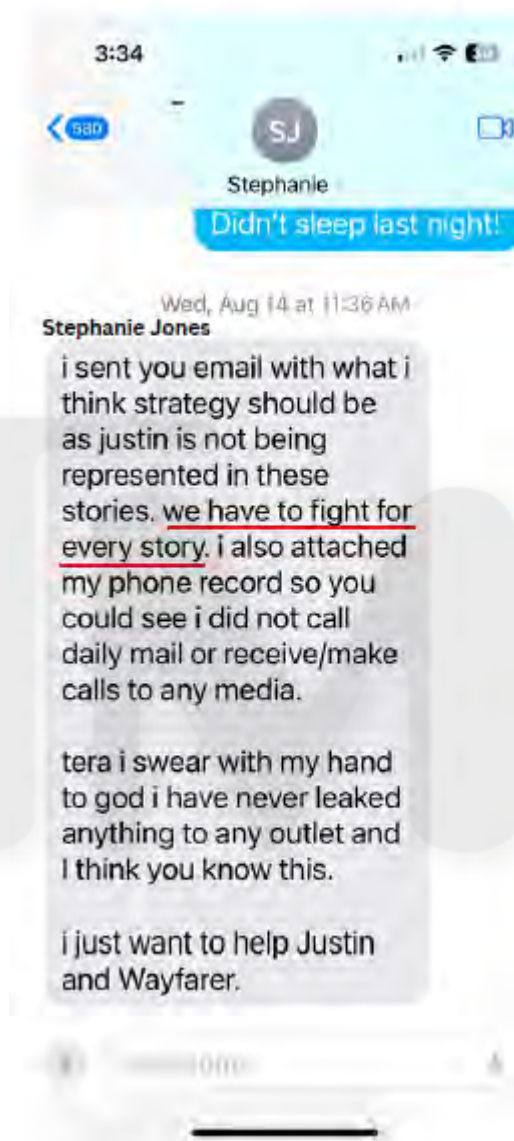 3:34
SJ
Stephanie
Didn't sleep last night!
Wed, Aug 14 at 11:36 AM
Stephanie Jones
i sent you email with what i
think strategy should be
as justin is not being
represented in these
stories. we have to fight for
every story. i also attached
my phone record so you
could see i did not call
daily mail or receive/make
calls to any media.
tera i swear with my hand
to god i have never leaked
anything to any outlet and
I think you know this.
i just want to help Justin
and Wayfarer.